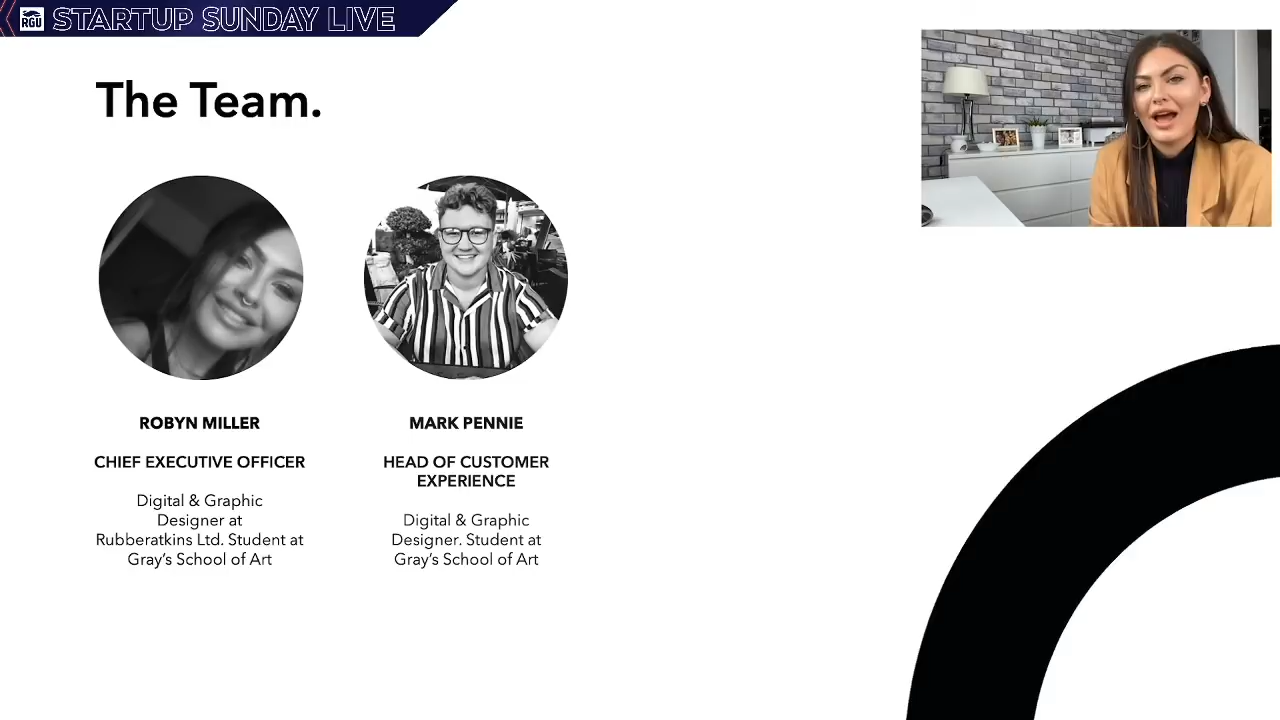 RGU STARTUP SUNDAY LIVE
The Team.
ROBYN MILLER
CHIEF EXECUTIVE OFFICER
Digital & Graphic
Designer at
Rubberatkins Ltd. Student at
Gray’s School of Art
MARK PENNIE
HEAD OF CUSTOMER
EXPERIENCE
Digital & Graphic
Designer. Student at
Gray’s School of Art